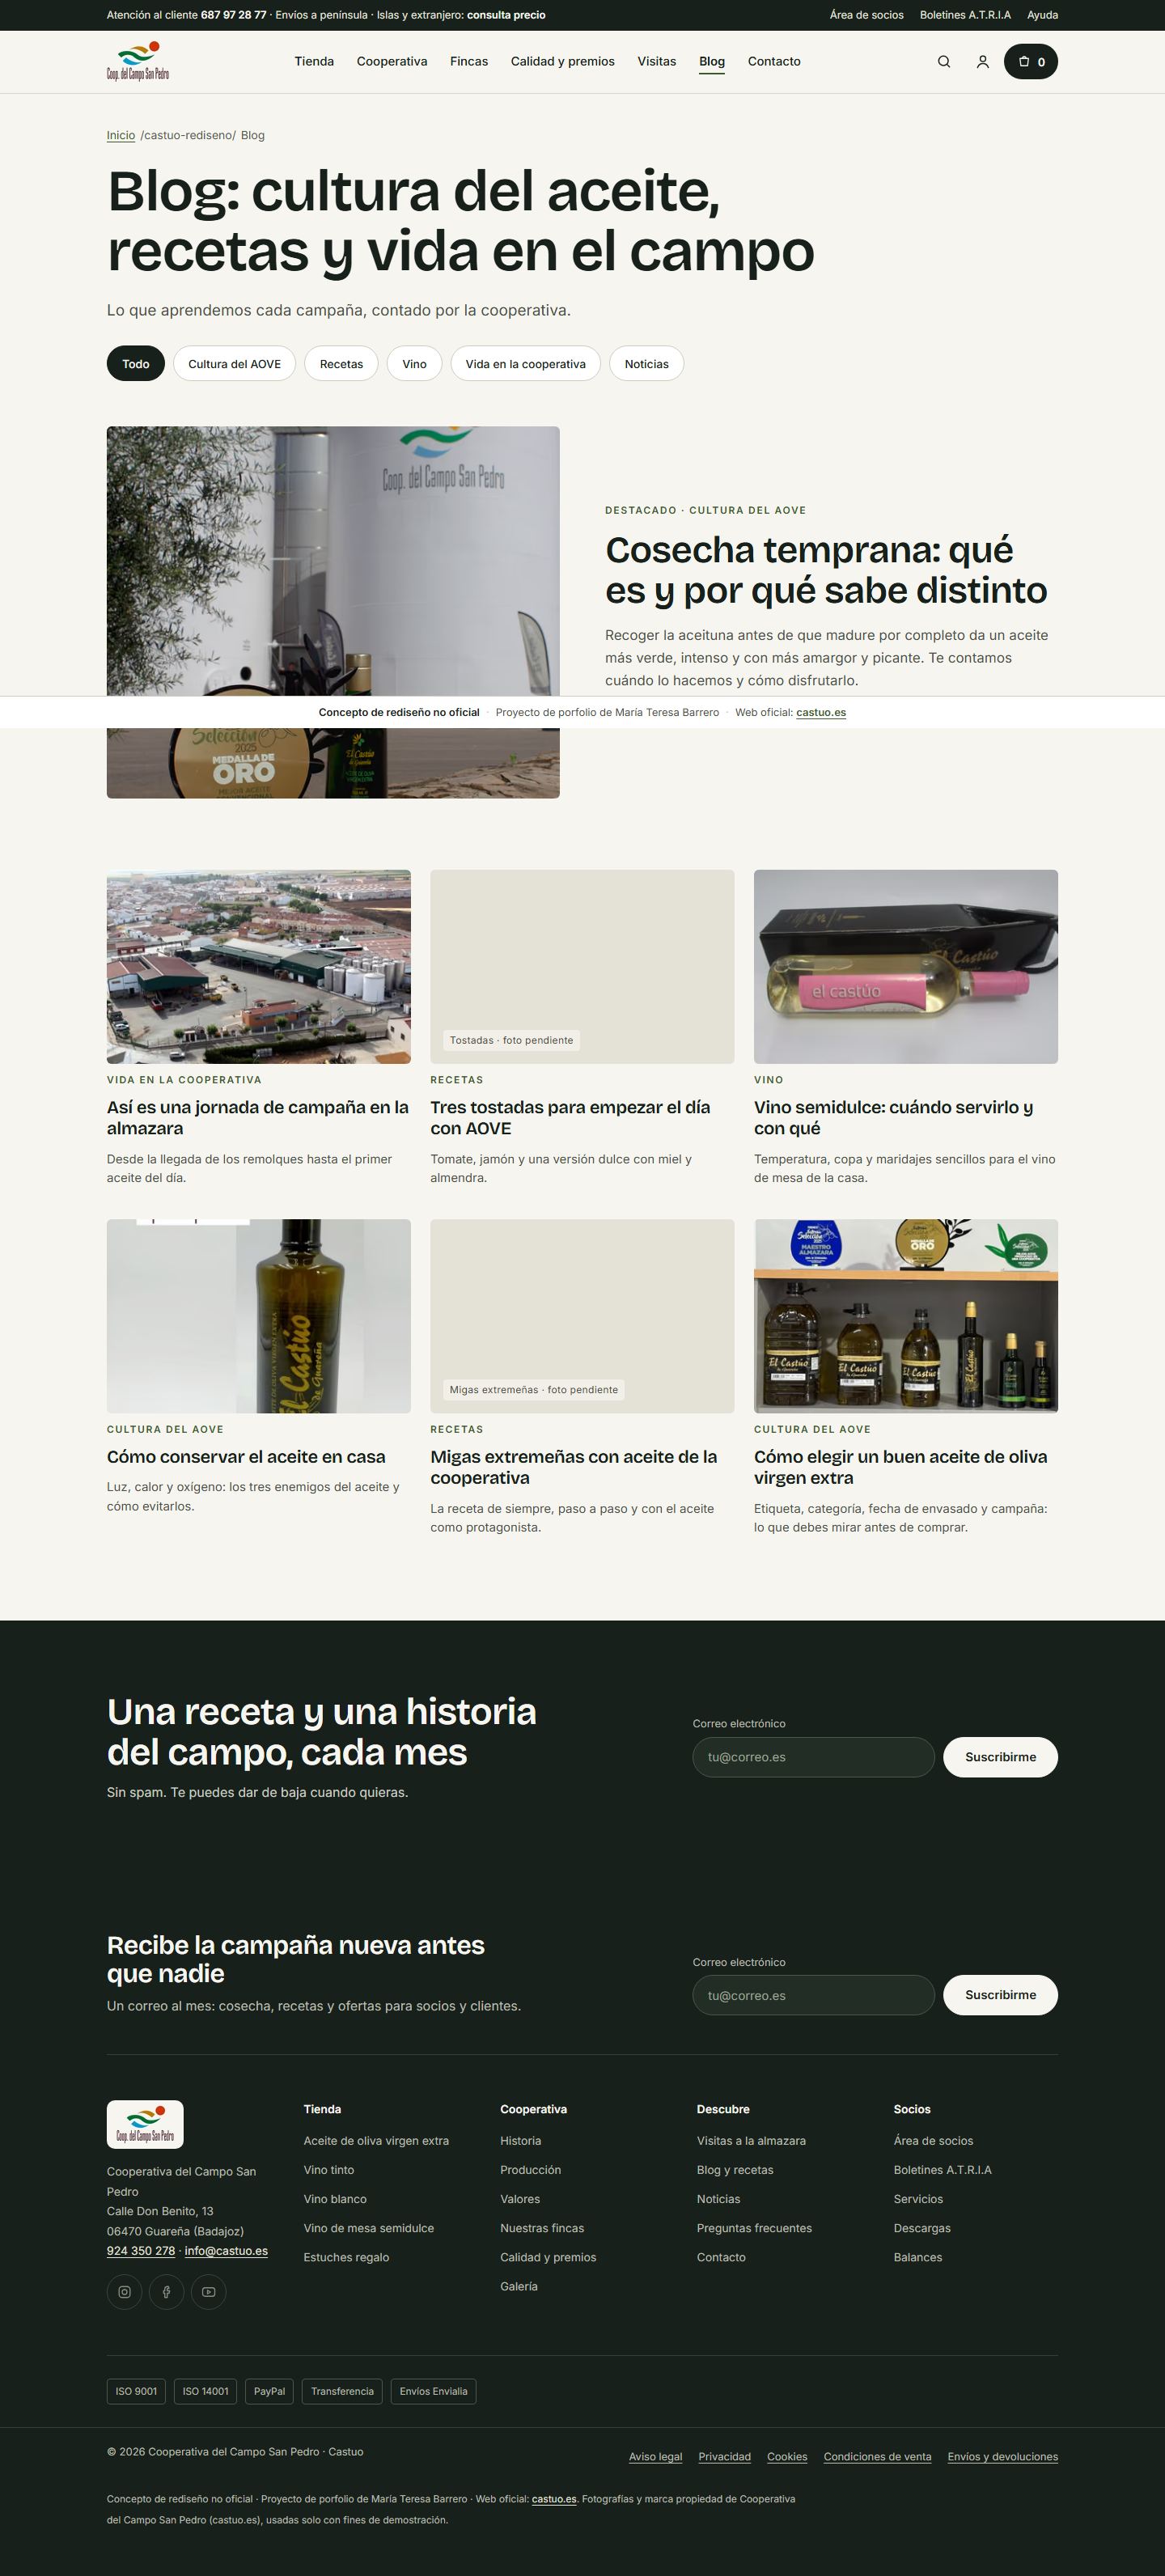 Atención al cliente 687 97 28 77 · Envíos a península · Islas y extranjero: consulta precio
Área de socios
Boletines A.T.R.I.A
Ayuda
Coop. del Campo San Pedro
Tienda
Cooperativa
Fincas
Calidad y premios
Visitas
Blog
Contacto
0
Inicio /castuo-rediseno/ Blog
Blog: cultura del aceite,
recetas y vida en el campo
Lo que aprendemos cada campaña, contado por la cooperativa.
Todo
Cultura del AOVE
Recetas
Vino
Vida en la cooperativa
Noticias
Coop. del Campo San Pedro
DESTACADO · CULTURA DEL AOVE
Cosecha temprana: qué
es y por qué sabe distinto
Recoger la aceituna antes de que madure por completo da un aceite
más verde, intenso y con más amargor y picante. Te contamos
cuándo lo hacemos y cómo disfrutarlo.
Concepto de rediseño no oficial · Proyecto de porfolio de María Teresa Barrero · Web oficial: castuo.es
Selección
2025
MEDALLA DE
ORO
El Castúo
el castúo
Tostadas · foto pendiente
VIDA EN LA COOPERATIVA
Así es una jornada de campaña en la
almazara
Desde la llegada de los remolques hasta el primer
aceite del día.
RECETAS
Tres tostadas para empezar el día
con AOVE
Tomate, jamón y una versión dulce con miel y
almendra.
VINO
Vino semidulce: cuándo servirlo y
con qué
Temperatura, copa y maridajes sencillos para el vino
de mesa de la casa.
El Castúo
de Guareña
Migas extremeñas · foto pendiente
MAESTRO
ALMAZARA
MEDALLA DE
ORO
El Castúo
El Castúo
El Castúo
CULTURA DEL AOVE
Cómo conservar el aceite en casa
Luz, calor y oxígeno: los tres enemigos del aceite y
cómo evitarlos.
RECETAS
Migas extremeñas con aceite de la
cooperativa
La receta de siempre, paso a paso y con el aceite
como protagonista.
CULTURA DEL AOVE
Cómo elegir un buen aceite de oliva
virgen extra
Etiqueta, categoría, fecha de envasado y campaña:
lo que debes mirar antes de comprar.
Una receta y una historia
del campo, cada mes
Sin spam. Te puedes dar de baja cuando quieras.
Correo electrónico
tu@correo.es
Suscribirme
Recibe la campaña nueva antes
que nadie
Un correo al mes: cosecha, recetas y ofertas para socios y clientes.
Correo electrónico
tu@correo.es
Suscribirme
Coop. del Campo San Pedro
Cooperativa del Campo San
Pedro
Calle Don Benito, 13
06470 Guareña (Badajoz)
924 350 278 · info@castuo.es
Tienda
Aceite de oliva virgen extra
Vino tinto
Vino blanco
Vino de mesa semidulce
Estuches regalo
Cooperativa
Historia
Producción
Valores
Nuestras fincas
Calidad y premios
Galería
Descubre
Visitas a la almazara
Blog y recetas
Noticias
Preguntas frecuentes
Contacto
Socios
Área de socios
Boletines A.T.R.I.A
Servicios
Descargas
Balances
ISO 9001
ISO 14001
PayPal
Transferencia
Envíos Envialia
© 2026 Cooperativa del Campo San Pedro · Castuo
Aviso legal
Privacidad
Cookies
Condiciones de venta
Envíos y devoluciones
Concepto de rediseño no oficial · Proyecto de porfolio de María Teresa Barrero · Web oficial: castuo.es. Fotografías y marca propiedad de Cooperativa
del Campo San Pedro (castuo.es), usadas solo con fines de demostración.